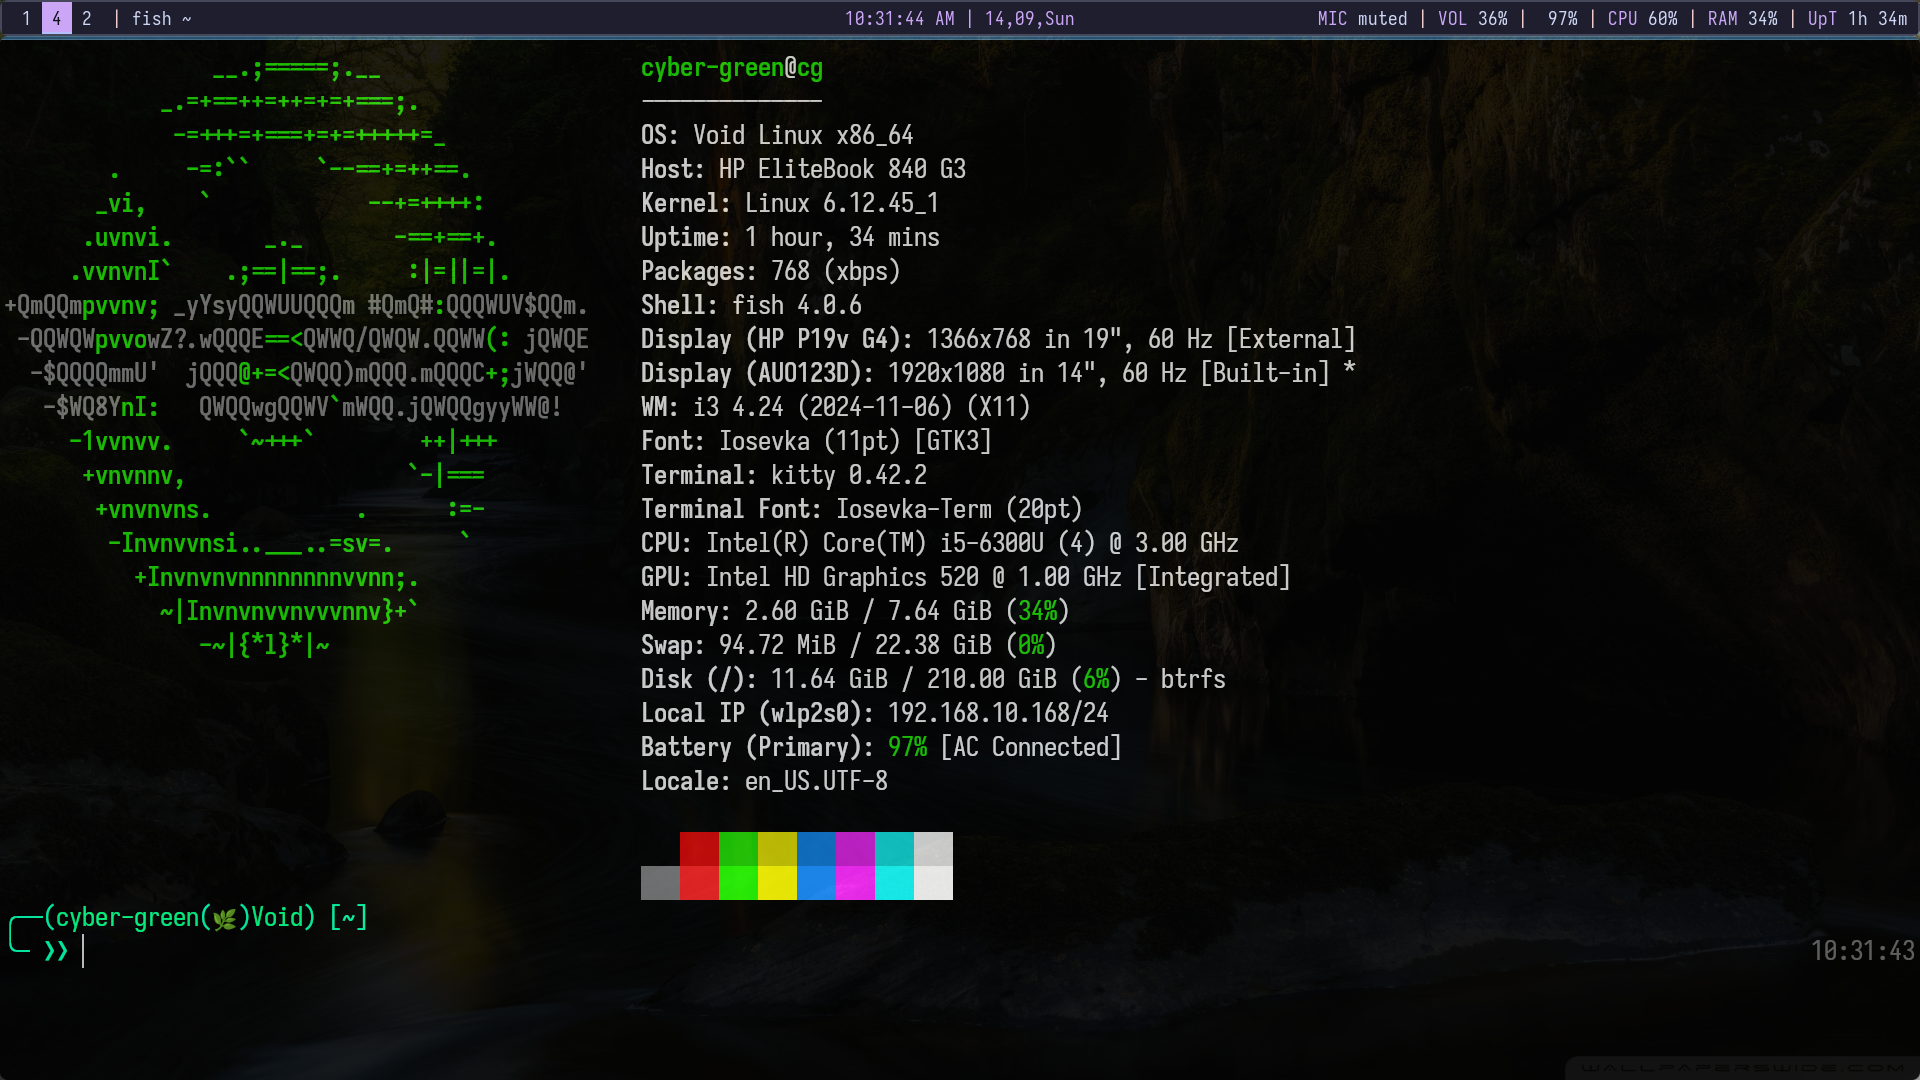 1 4 2 | fish ~
10:31:44 AM | 14,09,Sun
MIC muted | VOL 36% | 97% | CPU 60% | RAM 34% | UpT 1h 34m
__.;=====;.__
_.=+==++=++=+=+===;.
-=+++=+===+=+=+++++=_
.     -=:``     `--==+=++==.
_vi,    `            --+=++++:
.uvnvi.       _._       -==+==+.
.vvnvnI`    .;==|==;.     :|=||=|.
+QmQQmpvvnv; _yYsyQQWUUQQQm #QmQ#:QQQWUV$QQm.
-QQWQWpvvowZ?.wQQQE==<QWWQ/QWQW.QQWW(: jQWQE
-$QQQQmmU'  jQQQ@+=<QWQQ)mQQQ.mQQQC+;jWQQ@'
-$WQ8YnI:   QWQQwgQQWV`mWQQ.jQWQQgyyWW@!
-1vvnvv.     `~+++`        ++|+++
+vnvnnv,                 `-|===
+vnvnvns.           .      :=-
-Invnvvnsi..___..=sv=.     `
+Invnvnvnnnnnnnnvvnn;.
~|Invnvnvvnvvvnnv}+`
-~|{*l}*|~
cyber-green@cg
--------------
OS: Void Linux x86_64
Host: HP EliteBook 840 G3
Kernel: Linux 6.12.45_1
Uptime: 1 hour, 34 mins
Packages: 768 (xbps)
Shell: fish 4.0.6
Display (HP P19v G4): 1366x768 in 19", 60 Hz [External]
Display (AUO123D): 1920x1080 in 14", 60 Hz [Built-in] *
WM: i3 4.24 (2024-11-06) (X11)
Font: Iosevka (11pt) [GTK3]
Terminal: kitty 0.42.2
Terminal Font: Iosevka-Term (20pt)
CPU: Intel(R) Core(TM) i5-6300U (4) @ 3.00 GHz
GPU: Intel HD Graphics 520 @ 1.00 GHz [Integrated]
Memory: 2.60 GiB / 7.64 GiB (34%)
Swap: 94.72 MiB / 22.38 GiB (0%)
Disk (/): 11.64 GiB / 210.00 GiB (6%) - btrfs
Local IP (wlp2s0): 192.168.10.168/24
Battery (Primary): 97% [AC Connected]
Locale: en_US.UTF-8
(cyber-green(🌿)Void) [~]
❯❯
10:31:43
WALLPAPERSWIDE.COM